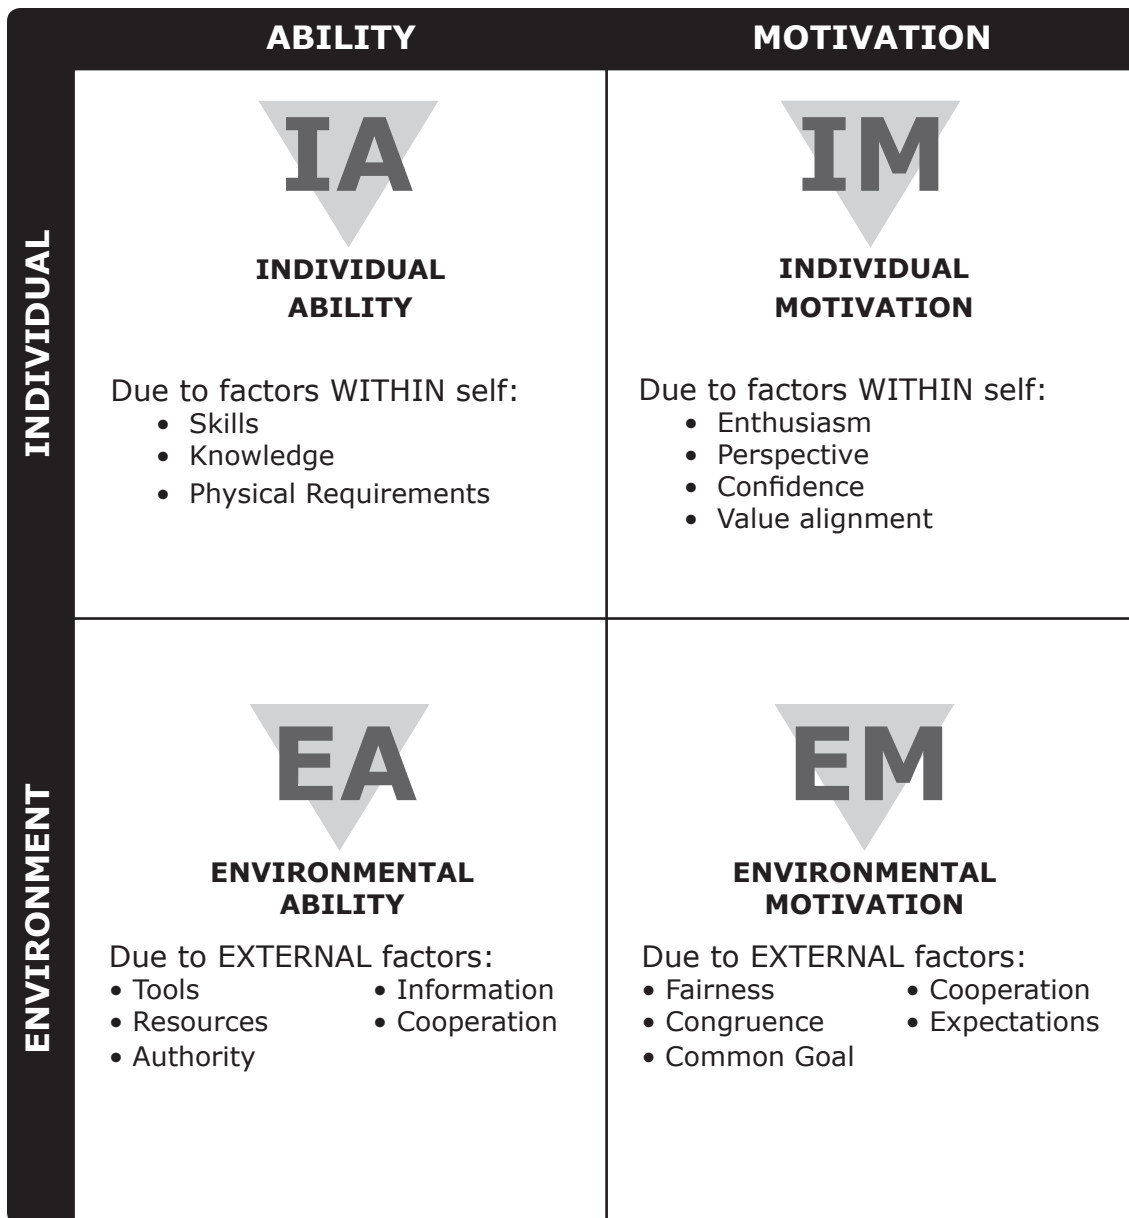 ABILITY
MOTIVATION
INDIVIDUAL
IA
INDIVIDUAL
ABILITY
Due to factors WITHIN self:
• Skills
• Knowledge
• Physical Requirements
IM
INDIVIDUAL
MOTIVATION
Due to factors WITHIN self:
• Enthusiasm
• Perspective
• Confidence
• Value alignment
ENVIRONMENT
EA
ENVIRONMENTAL
ABILITY
Due to EXTERNAL factors:
• Tools
• Resources
• Authority
• Information
• Cooperation
EM
ENVIRONMENTAL
MOTIVATION
Due to EXTERNAL factors:
• Fairness
• Congruence
• Common Goal
• Cooperation
• Expectations